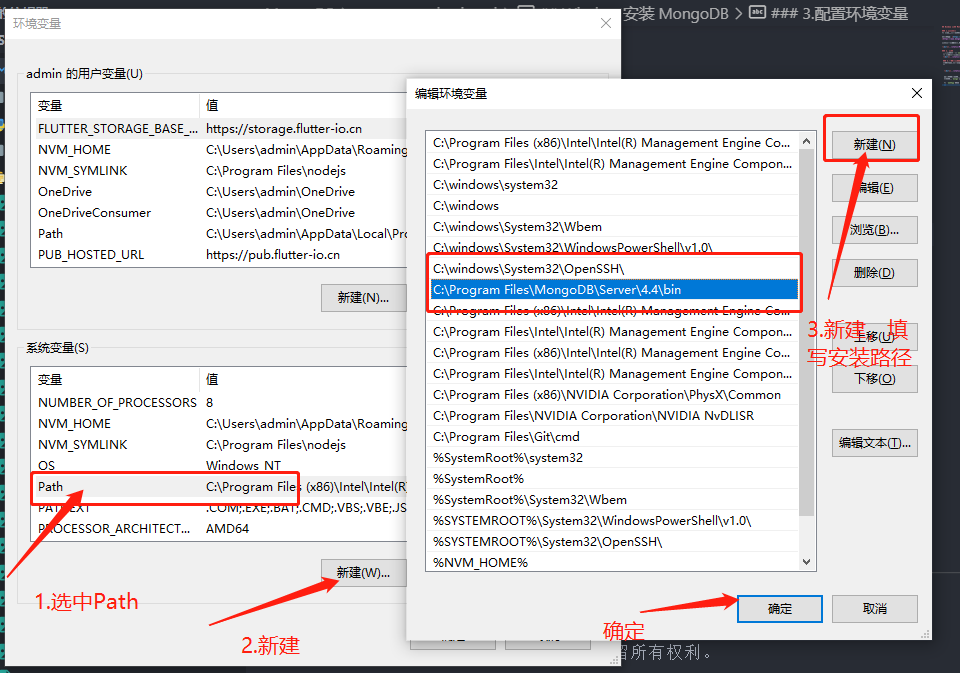 安装 MongoDB > ### 3.配置环境变量
环境变量
admin 的用户变量(U)
变量 值
FLUTTER_STORAGE_BASE_... https://storage.flutter-io.cn
NVM_HOME C:\Users\admin\AppData\Roaming
NVM_SYMLINK C:\Program Files\nodejs
OneDrive C:\Users\admin\OneDrive
OneDriveConsumer C:\Users\admin\OneDrive
Path C:\Users\admin\AppData\Local\Pro
PUB_HOSTED_URL https://pub.flutter-io.cn
新建(N)...
系统变量(S)
变量 值
NUMBER_OF_PROCESSORS 8
NVM_HOME C:\Users\admin\AppData\Roaming
NVM_SYMLINK C:\Program Files\nodejs
OS Windows_NT
Path C:\Program Files (x86)\Intel\Intel(R)
PATHEXT .COM;.EXE;.BAT;.CMD;.VBS;.VBE;.JS
PROCESSOR_ARCHITECT... AMD64
新建(W)...
1.选中Path
2.新建
编辑环境变量
C:\Program Files (x86)\Intel\Intel(R) Management Engine Co...
C:\Program Files\Intel\Intel(R) Management Engine Compon...
C:\windows\system32
C:\windows
C:\windows\System32\Wbem
C:\windows\System32\WindowsPowerShell\v1.0\
C:\windows\System32\OpenSSH\
C:\Program Files\MongoDB\Server\4.4\bin
C:\Program Files (x86)\Intel\Intel(R) Management Engine Co...
C:\Program Files\Intel\Intel(R) Management Engine Compon...
C:\Program Files (x86)\Intel\Intel(R) Management Engine Co...
C:\Program Files\Intel\Intel(R) Management Engine Compon...
C:\Program Files (x86)\NVIDIA Corporation\PhysX\Common
C:\Program Files\NVIDIA Corporation\NVIDIA NvDLISR
C:\Program Files\Git\cmd
%SystemRoot%\system32
%SystemRoot%
%SystemRoot%\System32\Wbem
%SYSTEMROOT%\System32\WindowsPowerShell\v1.0\
%SYSTEMROOT%\System32\OpenSSH\
%NVM_HOME%
新建(N)
编辑(E)
浏览(B)...
删除(D)
上移(U)
下移(O)
编辑文本(T)...
3.新建，填
写安装路径
确定
确定
取消
所有权利。